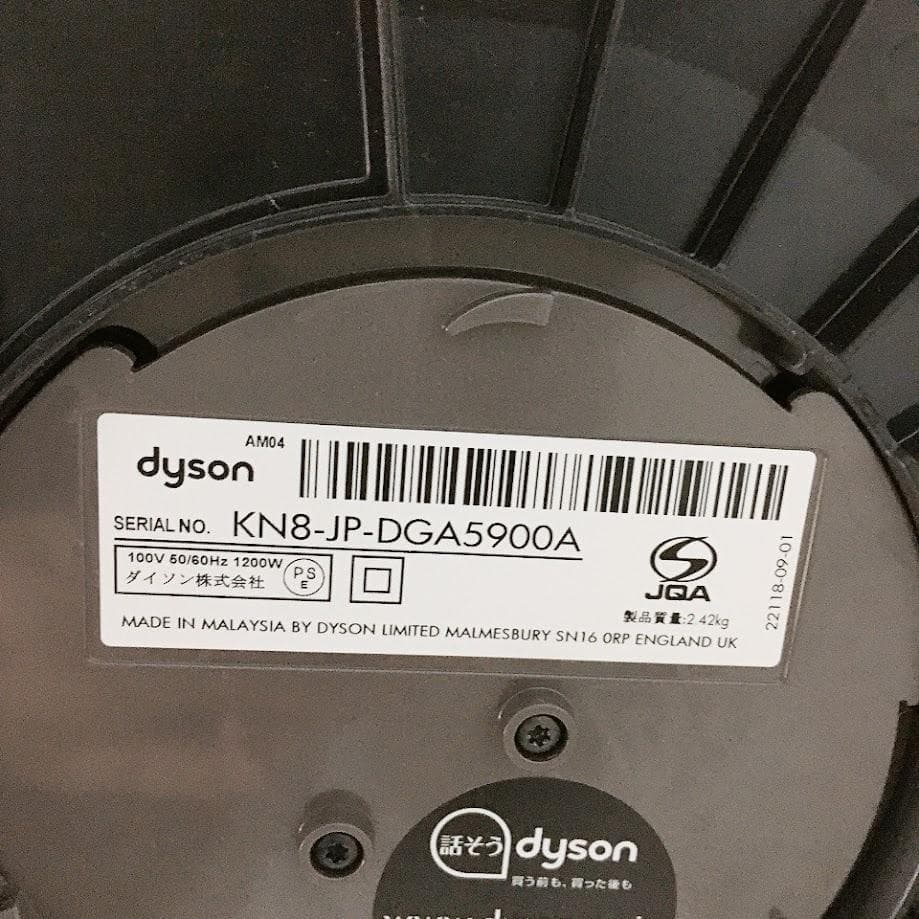 AM04
dyson
SERIAL NO. KN8-JP-DGA5900A
100V 50/60Hz 1200W
ダイソン株式会社
PS
E
JQA
製品質量:2.42kg
22118-09-01
MADE IN MALAYSIA BY DYSON LIMITED MALMESBURY SN16 0RP ENGLAND UK
話そう dyson
買う前も、買った後も